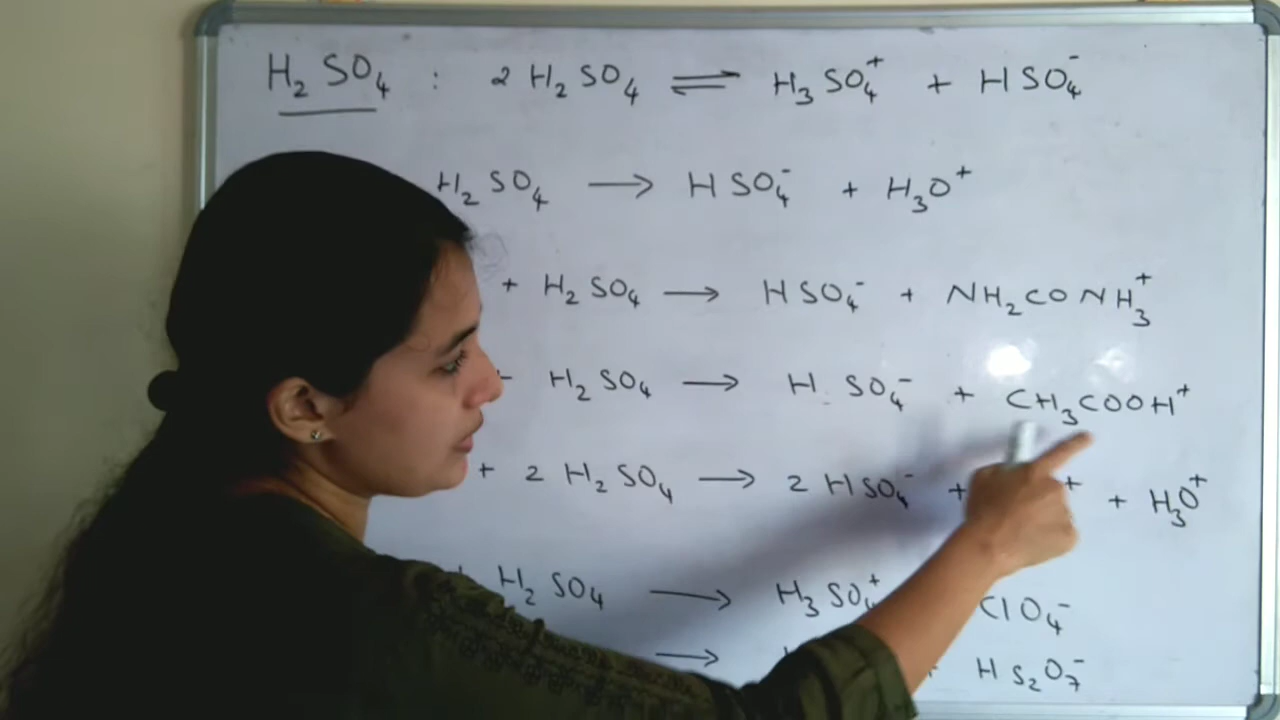 H₂SO₄ : 2 H₂SO₄ ⇌ H₃SO₄⁺ + HSO₄⁻
H₂SO₄ → HSO₄⁻ + H₃O⁺
+ H₂SO₄ → HSO₄⁻ + NH₂CONH₃⁺
H₂SO₄ → H SO₄⁻ + CH₃COOH⁺
+ 2 H₂SO₄ → 2 HSO₄⁻ + + + H₃O⁺
+ H₂SO₄ → H₃SO₄⁺ ClO₄⁻
→ + HS₂O₇⁻